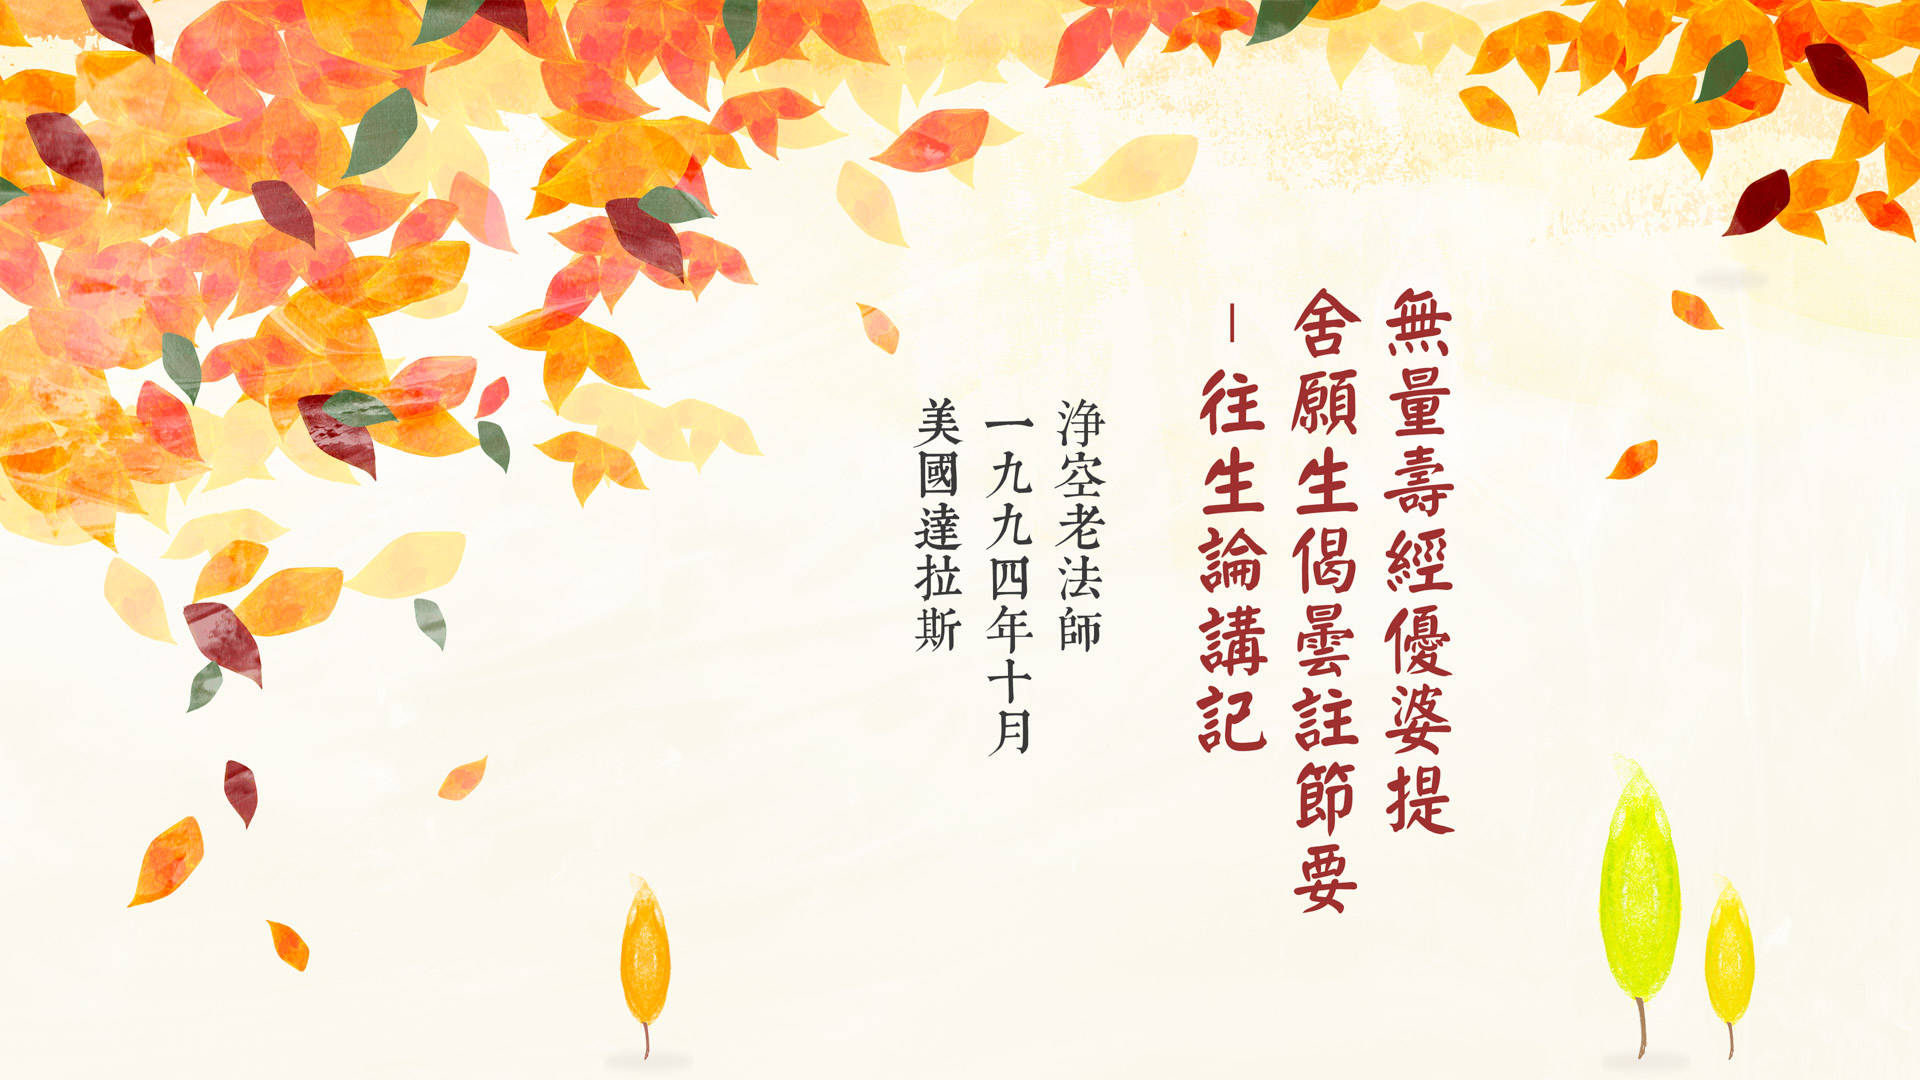 無量壽經優婆提
舍願生偈曇註節要
—往生論講記
淨空老法師
一九九四年十月
美國達拉斯